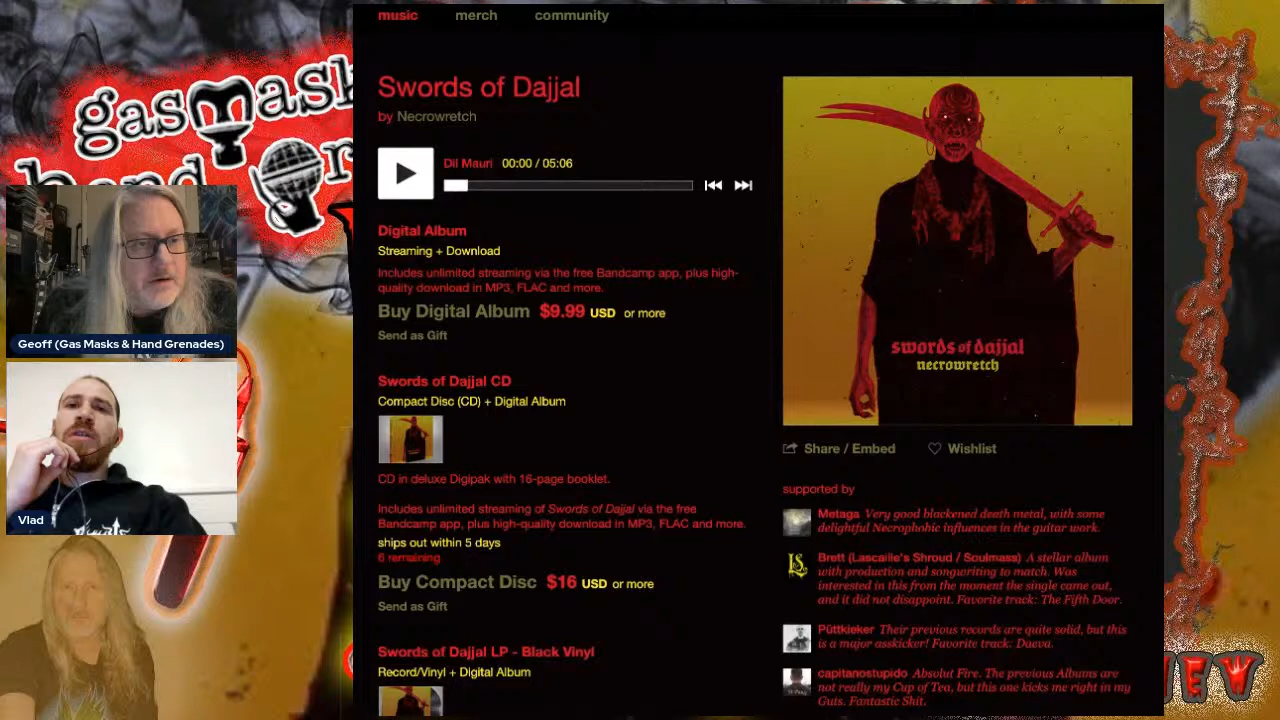 music merch community
gasmask
Swords of Dajjal
by Necrowretch
Dil Mauri 00:00 / 05:06
Digital Album
Streaming + Download
Includes unlimited streaming via the free Bandcamp app, plus high-
quality download in MP3, FLAC and more.
Buy Digital Album $9.99 USD or more
Send as Gift
Swords of Dajjal CD
Compact Disc (CD) + Digital Album
CD in deluxe Digipak with 16-page booklet.
Includes unlimited streaming of Swords of Dajjal via the free
Bandcamp app, plus high-quality download in MP3, FLAC and more.
ships out within 5 days
6 remaining
Buy Compact Disc $16 USD or more
Send as Gift
Swords of Dajjal LP - Black Vinyl
Record/Vinyl + Digital Album
swords of dajjal
necrowretch
Share / Embed Wishlist
supported by
Metaga Very good blackened death metal, with some
delightful Necrophobic influences in the guitar work.
Brett (Lascaille's Shroud / Soulmass) A stellar album
with production and songwriting to match. Was
interested in this from the moment the single came out,
and it did not disappoint. Favorite track: The Fifth Door.
Püttkieker Their previous records are quite solid, but this
is a major asskicker! Favorite track: Daeva.
capitanostupido Absolut Fire. The previous Albums are
not really my Cup of Tea, but this one kicks me right in my
Guts. Fantastic Shit.
Geoff (Gas Masks & Hand Grenades)
Vlad